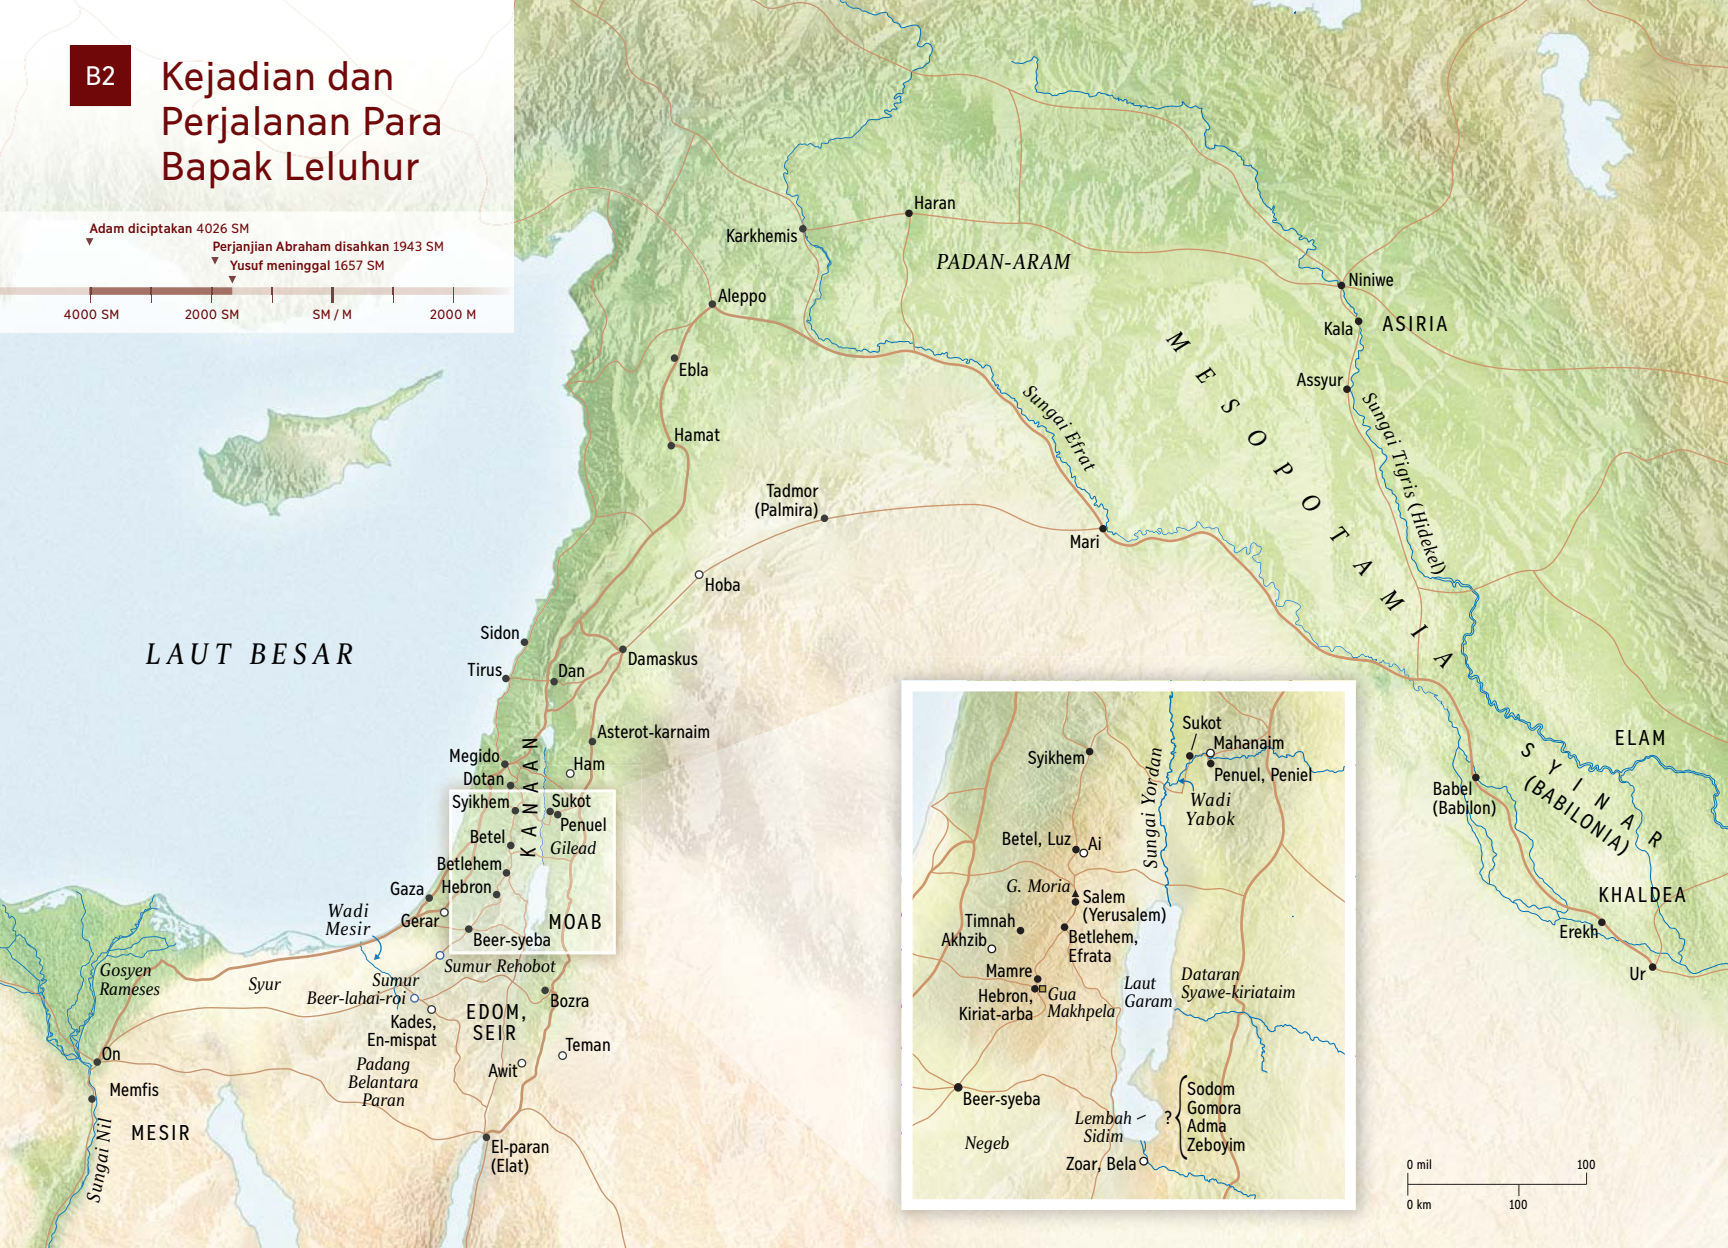 B2
Kejadian dan
Perjalanan Para
Bapak Leluhur
Adam diciptakan 4026 SM
Perjanjian Abraham disahkan 1943 SM
Yusuf meninggal 1657 SM
4000 SM
2000 SM
SM / M
2000 M
Haran
Karkhemis
PADAN-ARAM
Niniwe
Aleppo
Kala
ASIRIA
Ebla
Assyur
MESOPOTAMIA
Sungai Efrat
Sungai Tigris (Hidekel)
Hamat
Tadmor
(Palmira)
Mari
Hoba
LAUT BESAR
Sidon
Tirus
Dan
Damaskus
Asterot-karnaim
Megido
Ham
Dotan
KANAAN
Syikhem
Sukot
Penuel
Betel
Gilead
Betlehem
Hebron
Gaza
Gerar
MOAB
Wadi
Mesir
Beer-syeba
Sumur Rehobot
Gosyen
Rameses
Syur
Sumur
Beer-lahai-roi
Bozra
Kades,
En-mispat
EDOM,
SEIR
Teman
Awit
Padang
Belantara
Paran
On
Memfis
MESIR
Sungai Nil
El-paran
(Elat)
ELAM
SYINAR
(BABILONIA)
Babel
(Babilon)
KHALDEA
Erekh
Ur
Sukot
Mahanaim
Syikhem
Penuel, Peniel
Sungai Yordan
Wadi
Yabok
Betel, Luz
Ai
G. Moria
Salem
(Yerusalem)
Timnah
Akhzib
Betlehem,
Efrata
Mamre
Hebron,
Kiriat-arba
Gua
Makhpela
Laut
Garam
Dataran
Syawe-kiriataim
Beer-syeba
Lembah
Sidim
?
Sodom
Gomora
Adma
Zeboyim
Negeb
Zoar, Bela
0 mil
100
0 km
100